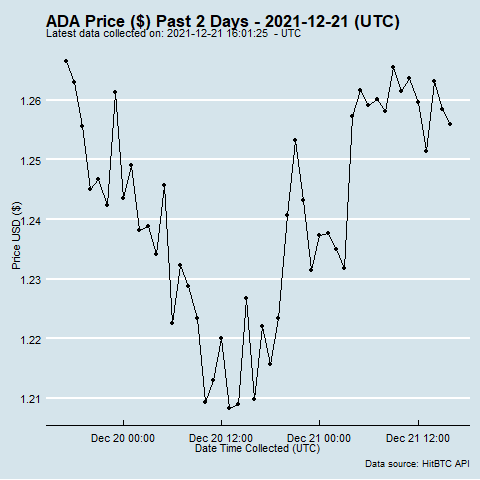 ADA Price ($) Past 2 Days - 2021-12-21 (UTC)
Latest data collected on: 2021-12-21 16:01:25 - UTC
Price USD ($)
1.26
1.25
1.24
1.23
1.22
1.21
Dec 20 00:00 Dec 20 12:00 Dec 21 00:00 Dec 21 12:00
Date Time Collected (UTC)
Data source: HitBTC API